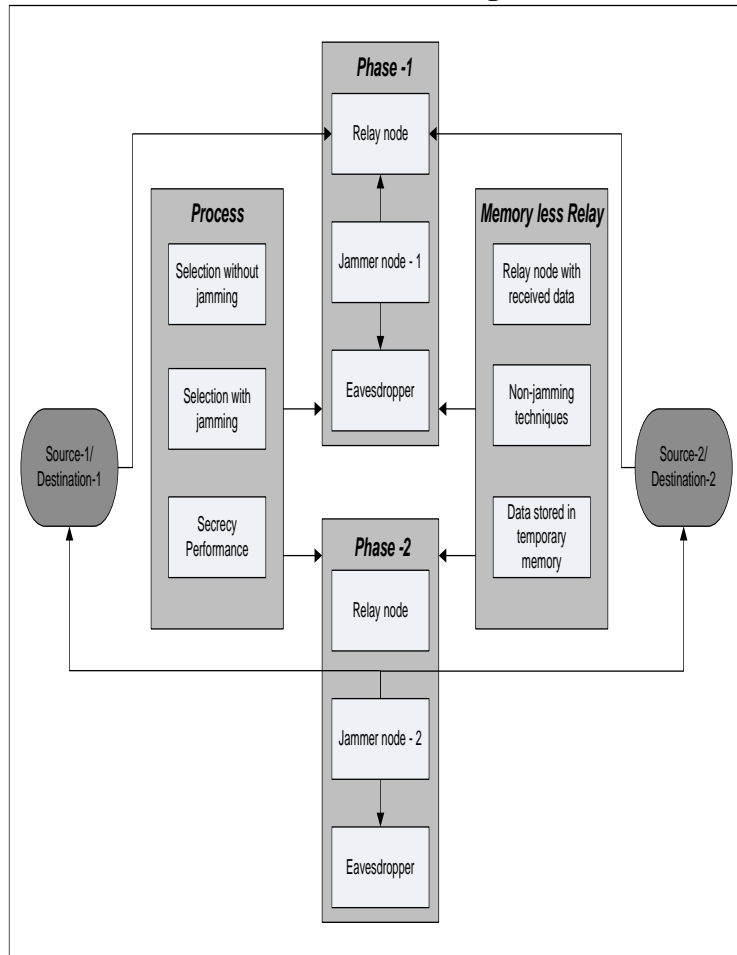 Phase -1
Relay node
Jammer node - 1
Eavesdropper
Process
Selection without
jamming
Selection with
jamming
Secrecy
Performance
Memory less Relay
Relay node with
received data
Non-jamming
techniques
Data stored in
temporary
memory
Source-1/
Destination-1
Source-2/
Destination-2
Phase -2
Relay node
Jammer node - 2
Eavesdropper